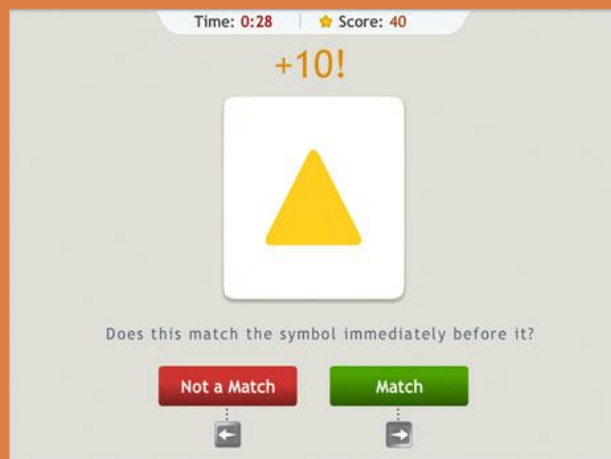 Time: 0:28 Score: 40
+10!
Does this match the symbol immediately before it?
Not a Match Match